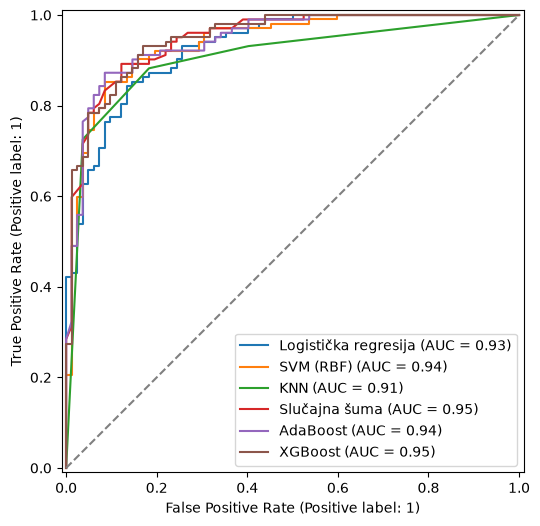 1.0
0.8
0.6
0.4
0.2
0.0
True Positive Rate (Positive label: 1)
Logistička regresija (AUC = 0.93)
SVM (RBF) (AUC = 0.94)
KNN (AUC = 0.91)
Slučajna šuma (AUC = 0.95)
AdaBoost (AUC = 0.94)
XGBoost (AUC = 0.95)
0.0 0.2 0.4 0.6 0.8 1.0
False Positive Rate (Positive label: 1)